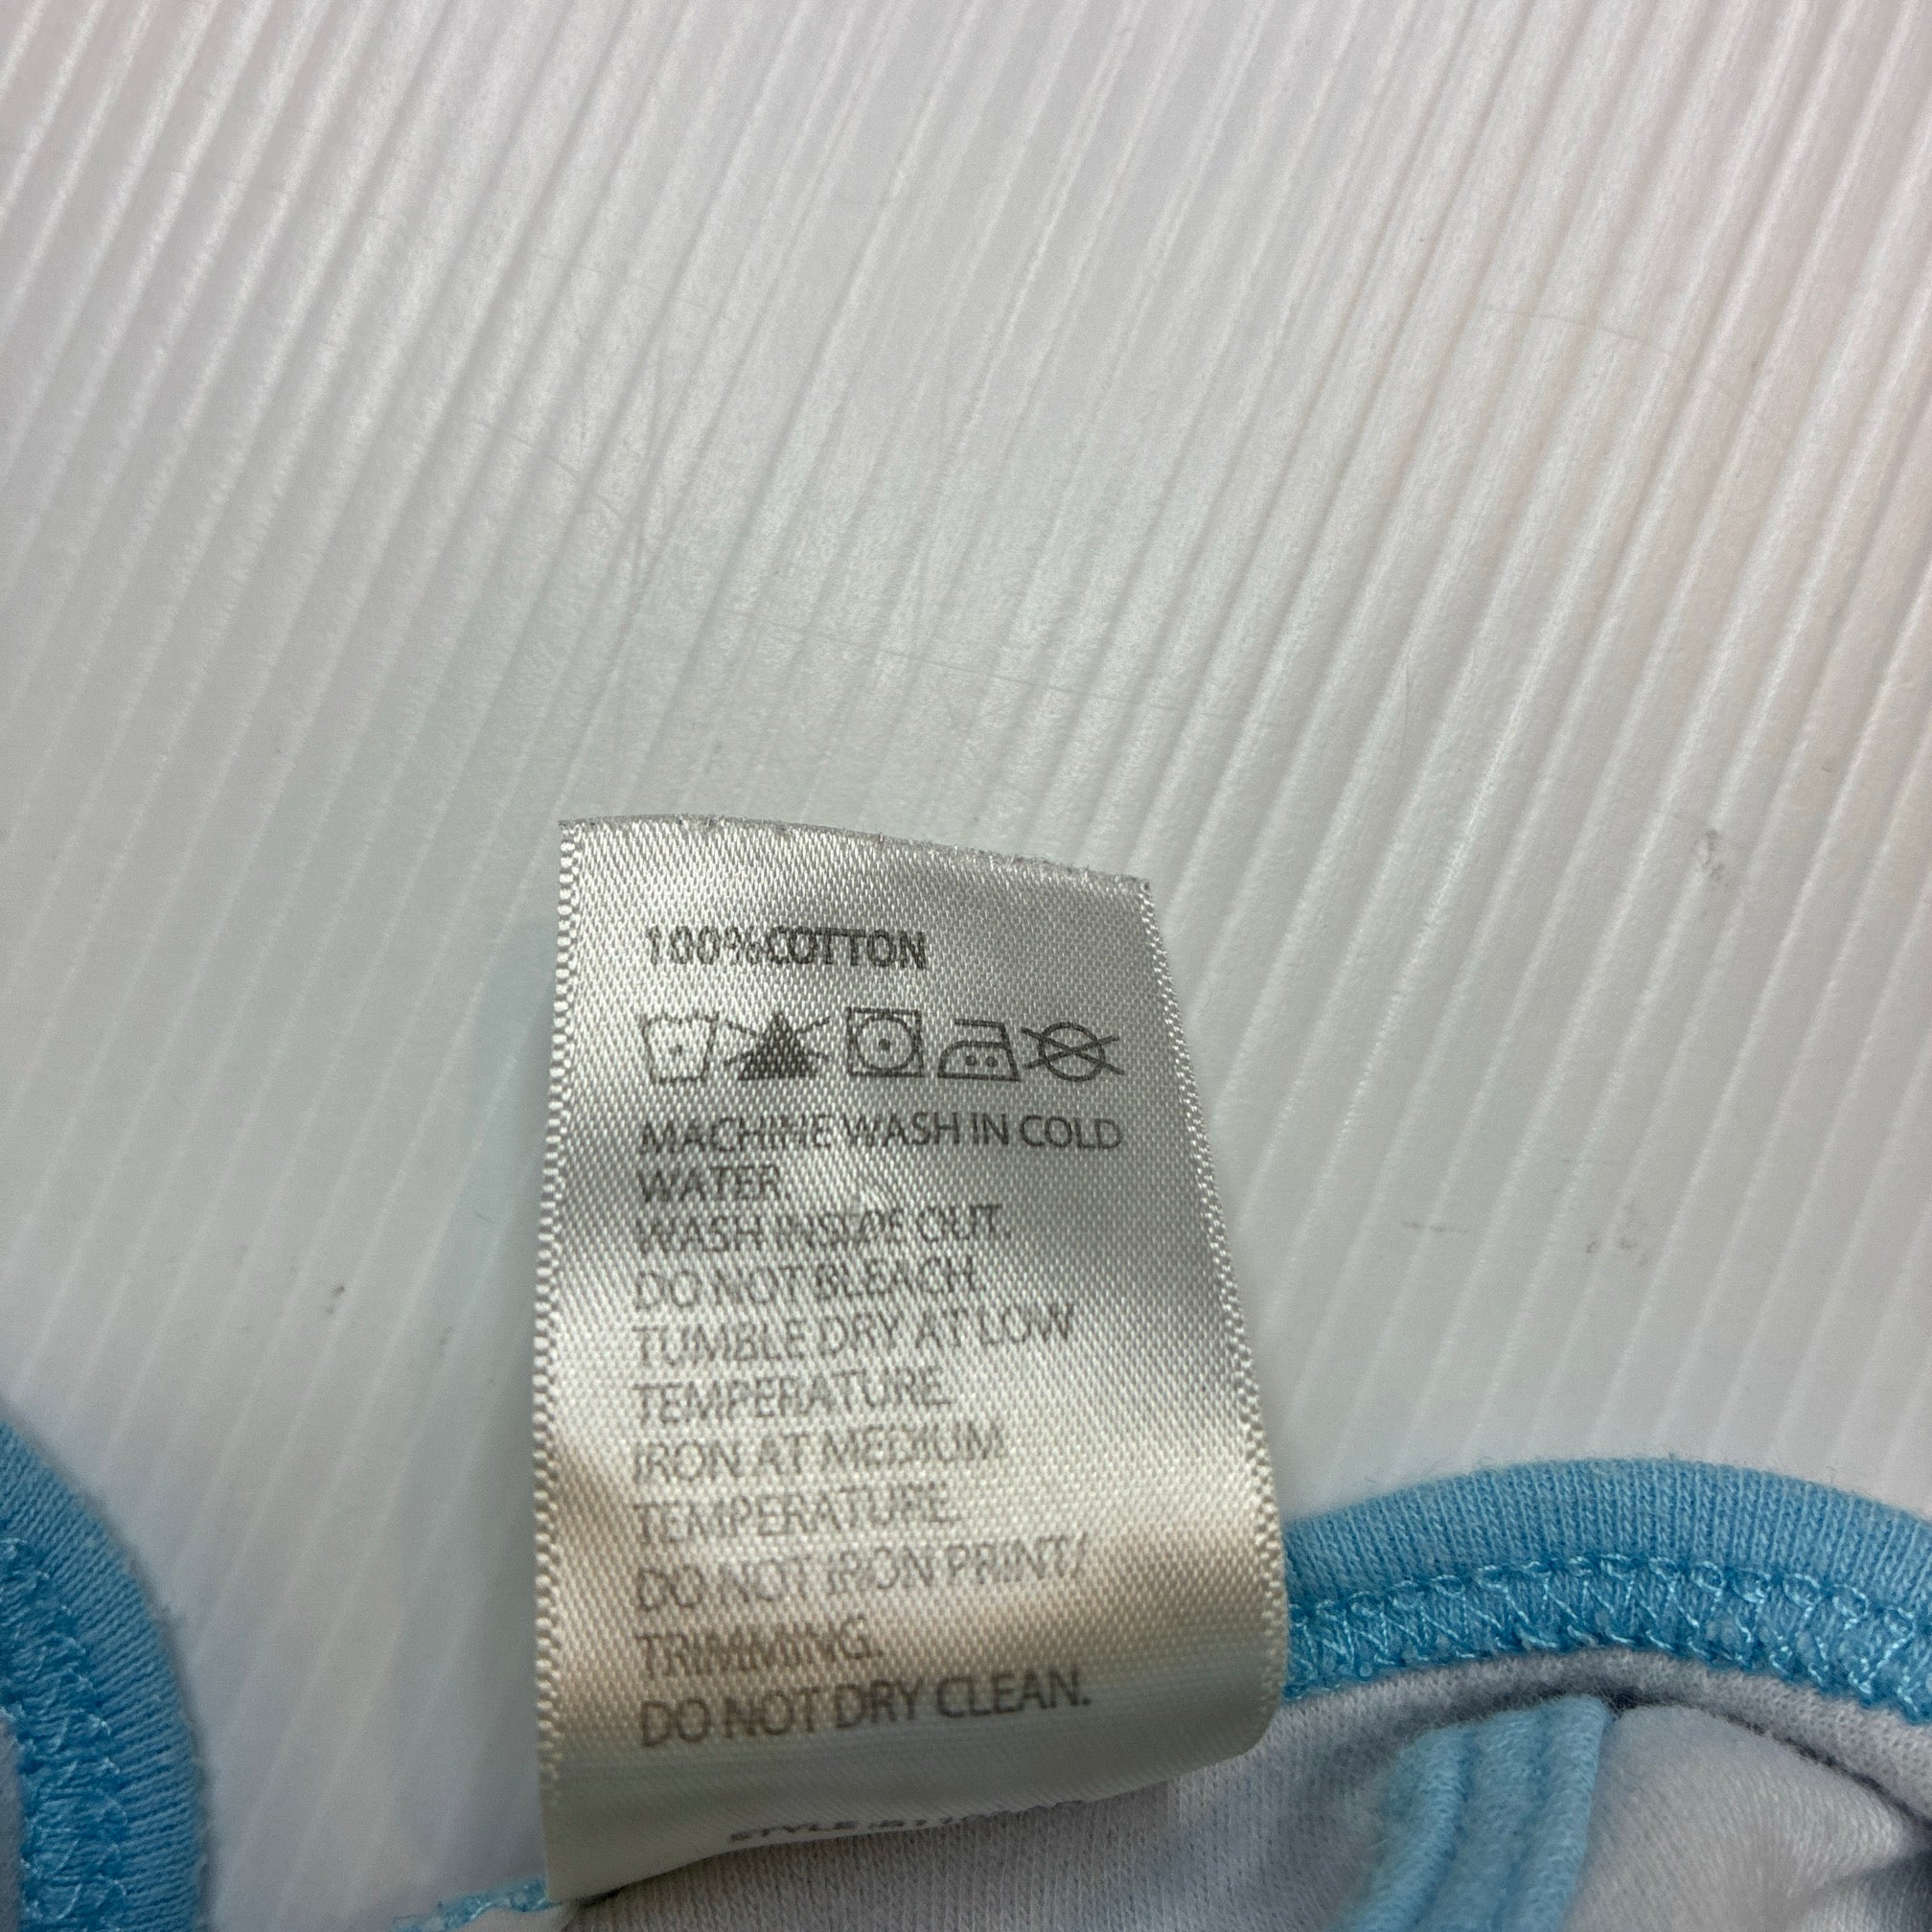 100%COTTON
MACHINE WASH IN COLD
WATER
WASH INSIDE OUT.
DO NOT BLEACH.
TUMBLE DRY AT LOW
TEMPERATURE.
IRON AT MEDIUM
TEMPERATURE.
DO NOT IRON PRINT/
TRIMMING.
DO NOT DRY CLEAN.
STYLE